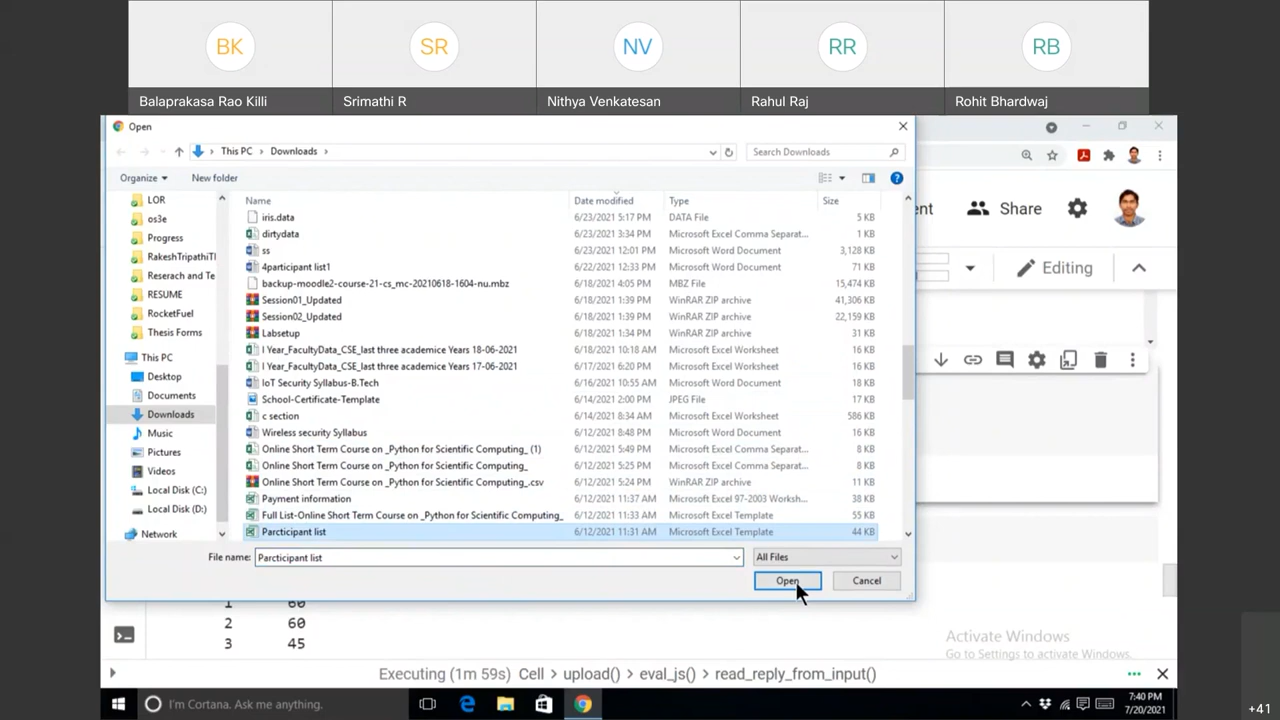 BK
SR
NV
RR
RB
Balaprakasa Rao Killi
Srimathi R
Nithya Venkatesan
Rahul Raj
Rohit Bhardwaj
Open
This PC > Downloads >
Search Downloads
Organize
New folder
LOR
os3e
Progress
RakeshTripathiTl
Reserach and Te
RESUME
RocketFuel
Thesis Forms
This PC
Desktop
Documents
Downloads
Music
Pictures
Videos
Local Disk (C:)
Local Disk (D:)
Network
Name Date modified Type Size
iris.data 6/23/2021 5:17 PM DATA File 5 KB
dirtydata 6/23/2021 3:34 PM Microsoft Excel Comma Separat... 1 KB
ss 6/23/2021 12:01 PM Microsoft Word Document 3,128 KB
4participant list1 6/22/2021 12:33 PM Microsoft Word Document 71 KB
backup-moodle2-course-21-cs_mc-20210618-1604-nu.mbz 6/18/2021 4:05 PM MBZ File 15,474 KB
Session01_Updated 6/18/2021 1:39 PM WinRAR ZIP archive 41,306 KB
Session02_Updated 6/18/2021 1:39 PM WinRAR ZIP archive 22,159 KB
Labsetup 6/18/2021 1:34 PM WinRAR ZIP archive 31 KB
I Year_FacultyData_CSE_last three academice Years 18-06-2021 6/18/2021 10:18 AM Microsoft Excel Worksheet 16 KB
I Year_FacultyData_CSE_last three academice Years 17-06-2021 6/17/2021 6:20 PM Microsoft Excel Worksheet 16 KB
IoT Security Syllabus-B.Tech 6/16/2021 10:55 AM Microsoft Word Document 18 KB
School-Certificate-Template 6/14/2021 2:00 PM JPEG File 17 KB
c section 6/14/2021 8:34 AM Microsoft Excel Worksheet 586 KB
Wireless security Syllabus 6/12/2021 8:48 PM Microsoft Word Document 16 KB
Online Short Term Course on _Python for Scientific Computing_ (1) 6/12/2021 5:49 PM Microsoft Excel Comma Separat... 8 KB
Online Short Term Course on _Python for Scientific Computing_ 6/12/2021 5:25 PM Microsoft Excel Comma Separat... 8 KB
Online Short Term Course on _Python for Scientific Computing_.csv 6/12/2021 5:24 PM WinRAR ZIP archive 11 KB
Payment information 6/12/2021 11:37 AM Microsoft Excel 97-2003 Worksh... 38 KB
Full List-Online Short Term Course on _Python for Scientific Computing_ 6/12/2021 11:33 AM Microsoft Excel Template 55 KB
Parcticipant list 6/12/2021 11:31 AM Microsoft Excel Template 44 KB
File name: Parcticipant list
All Files
Open
Cancel
nt
Share
Editing
1 60
2 60
3 45
Activate Windows
Go to Settings to activate Windows.
Executing (1m 59s) Cell > upload() > eval_js() > read_reply_from_input()
I'm Cortana. Ask me anything.
7:40 PM
7/20/2021
+41